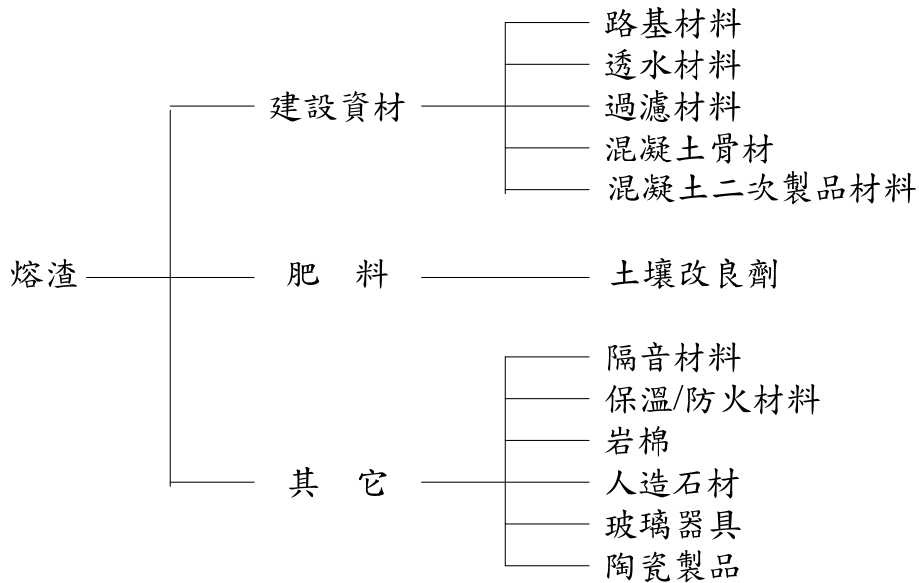 熔渣
建設資材
路基材料
透水材料
過濾材料
混凝土骨材
混凝土二次製品材料
肥 料
土壤改良劑
其 它
隔音材料
保溫/防火材料
岩棉
人造石材
玻璃器具
陶瓷製品